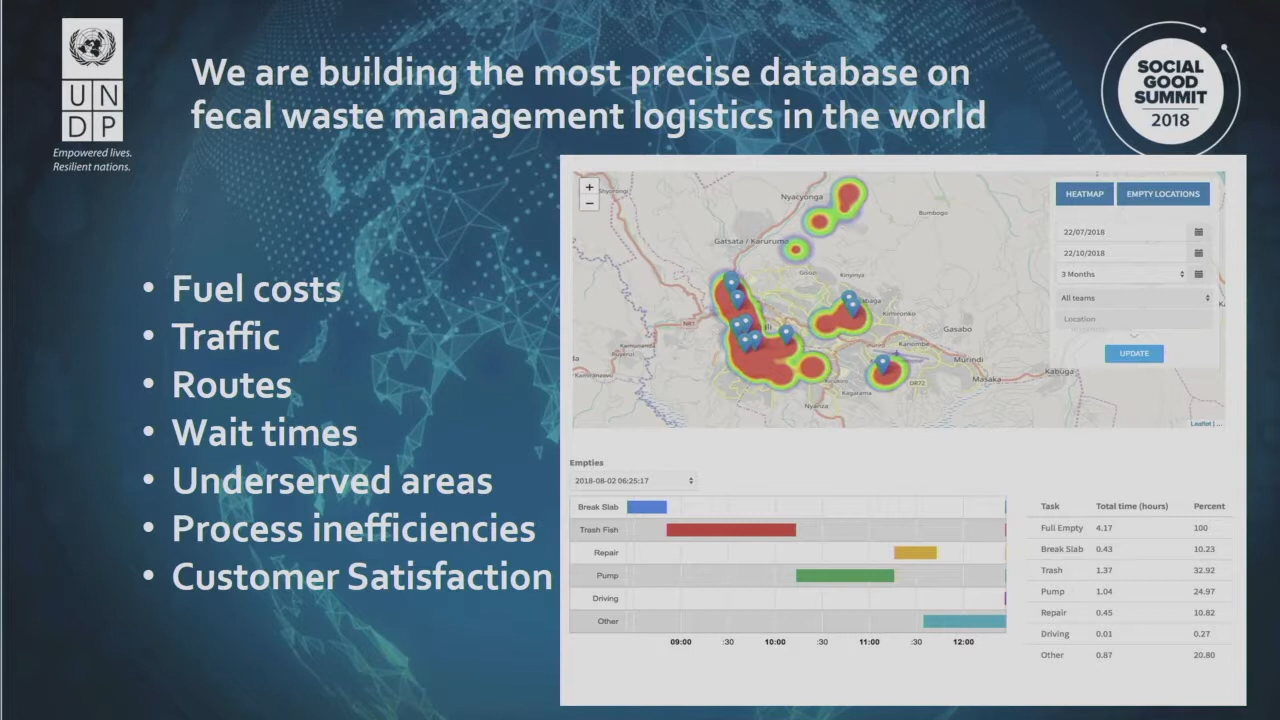 UN
DP
Empowered lives.
Resilient nations.
We are building the most precise database on
fecal waste management logistics in the world
SOCIAL
GOOD
SUMMIT
2018
• Fuel costs
• Traffic
• Routes
• Wait times
• Underserved areas
• Process inefficiencies
• Customer Satisfaction
+
−
Nyacyonga
Bumbogo
Gatsata / Karuruma
Kinyinya
Kimironko
NR1
Gasabo
Kanombe
Murindi
Masaka
Kabuga
Kagarama
Nyanza
Leaflet | ...
HEATMAP
EMPTY LOCATIONS
22/07/2018
22/10/2018
3 Months
All teams
Location
UPDATE
Empties
2018-08-02 06:25:17
Break Slab
Trash Fish
Repair
Pump
Driving
Other
09:00 :30 10:00 :30 11:00 :30 12:00
Task Total time (hours) Percent
Full Empty 4.17 100
Break Slab 0.43 10.23
Trash 1.37 32.92
Pump 1.04 24.97
Repair 0.45 10.82
Driving 0.01 0.27
Other 0.87 20.80